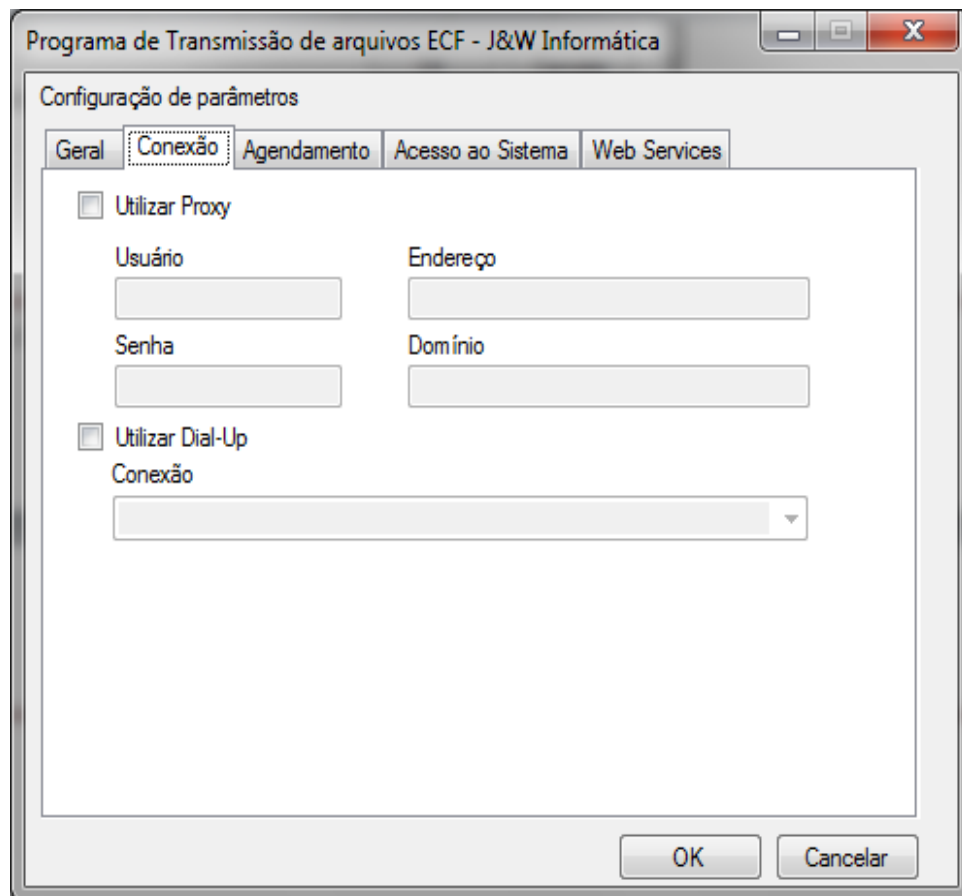 Programa de Transmissão de arquivos ECF - J&W Informática
Configuração de parâmetros
Geral Conexão Agendamento Acesso ao Sistema Web Services
Utilizar Proxy
Usuário Endereço
Senha Domínio
Utilizar Dial-Up
Conexão
OK Cancelar